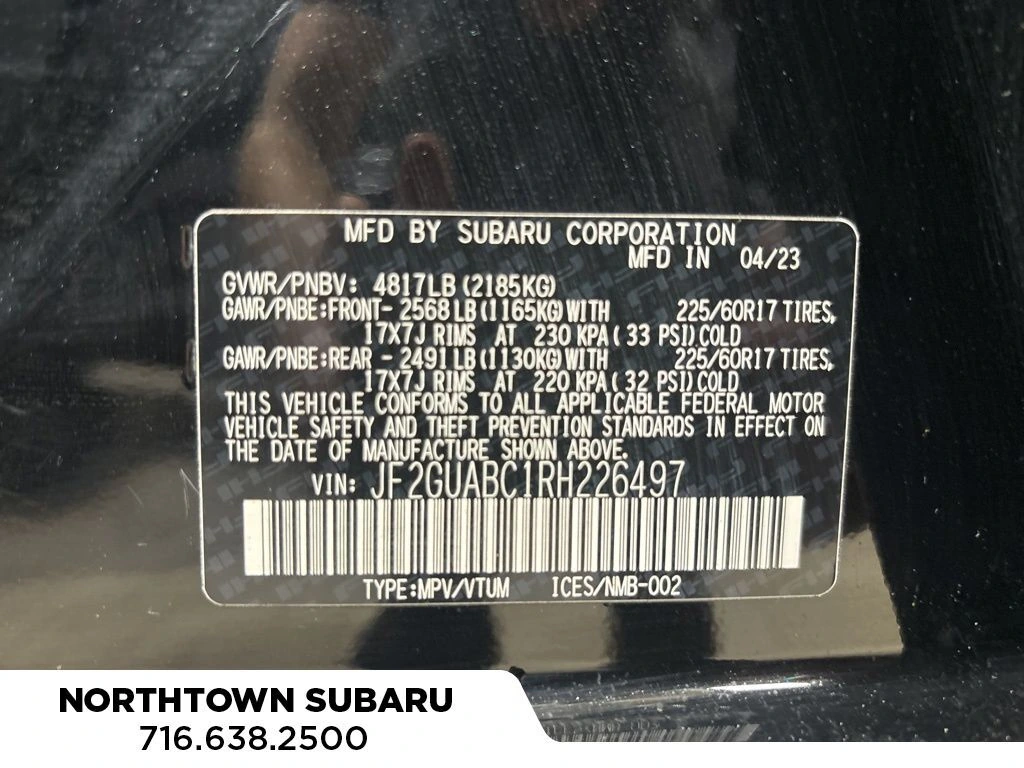 MFD BY SUBARU CORPORATION
MFD IN 04/23
GVWR/PNBV: 4817LB (2185KG)
GAWR/PNBE:FRONT- 2568LB (1165KG) WITH 225/60R17 TIRES,
17X7J RIMS AT 230 KPA ( 33 PSI) COLD
GAWR/PNBE:REAR - 2491LB (1130KG) WITH 225/60R17 TIRES,
17X7J RIMS AT 220 KPA ( 32 PSI) COLD
THIS VEHICLE CONFORMS TO ALL APPLICABLE FEDERAL MOTOR
VEHICLE SAFETY AND THEFT PREVENTION STANDARDS IN EFFECT ON
THE DATE OF MANUFACTURE SHOWN ABOVE.
VIN: JF2GUABC1RH226497
TYPE:MPV/VTUM ICES/NMB-002
NORTHTOWN SUBARU
716.638.2500